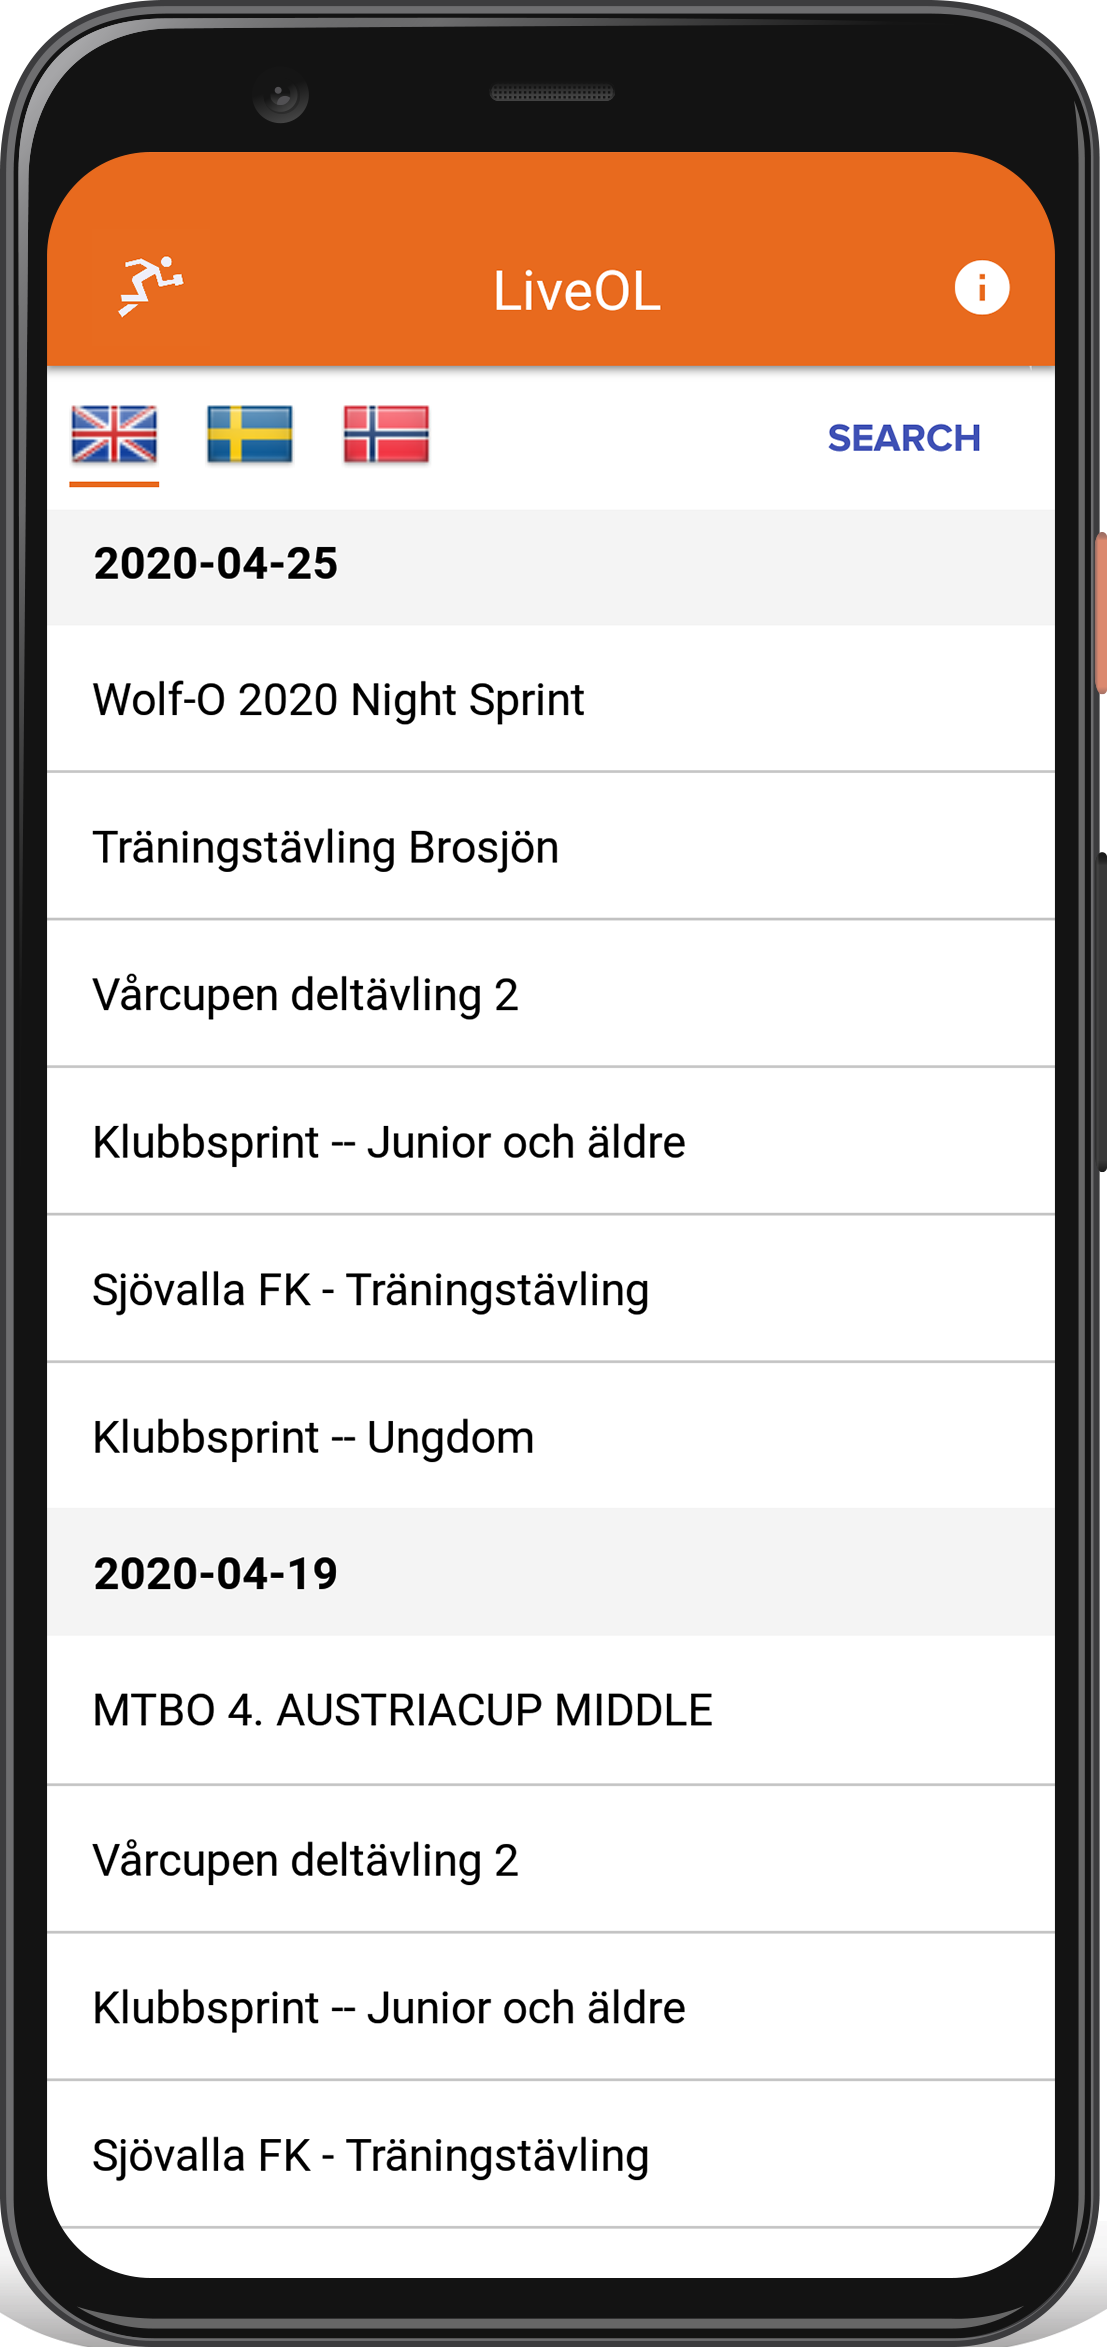 LiveOL
SEARCH
2020-04-25
Wolf-O 2020 Night Sprint
Träningstävling Brosjön
Vårcupen deltävling 2
Klubbsprint -- Junior och äldre
Sjövalla FK - Träningstävling
Klubbsprint -- Ungdom
2020-04-19
MTBO 4. AUSTRIACUP MIDDLE
Vårcupen deltävling 2
Klubbsprint -- Junior och äldre
Sjövalla FK - Träningstävling